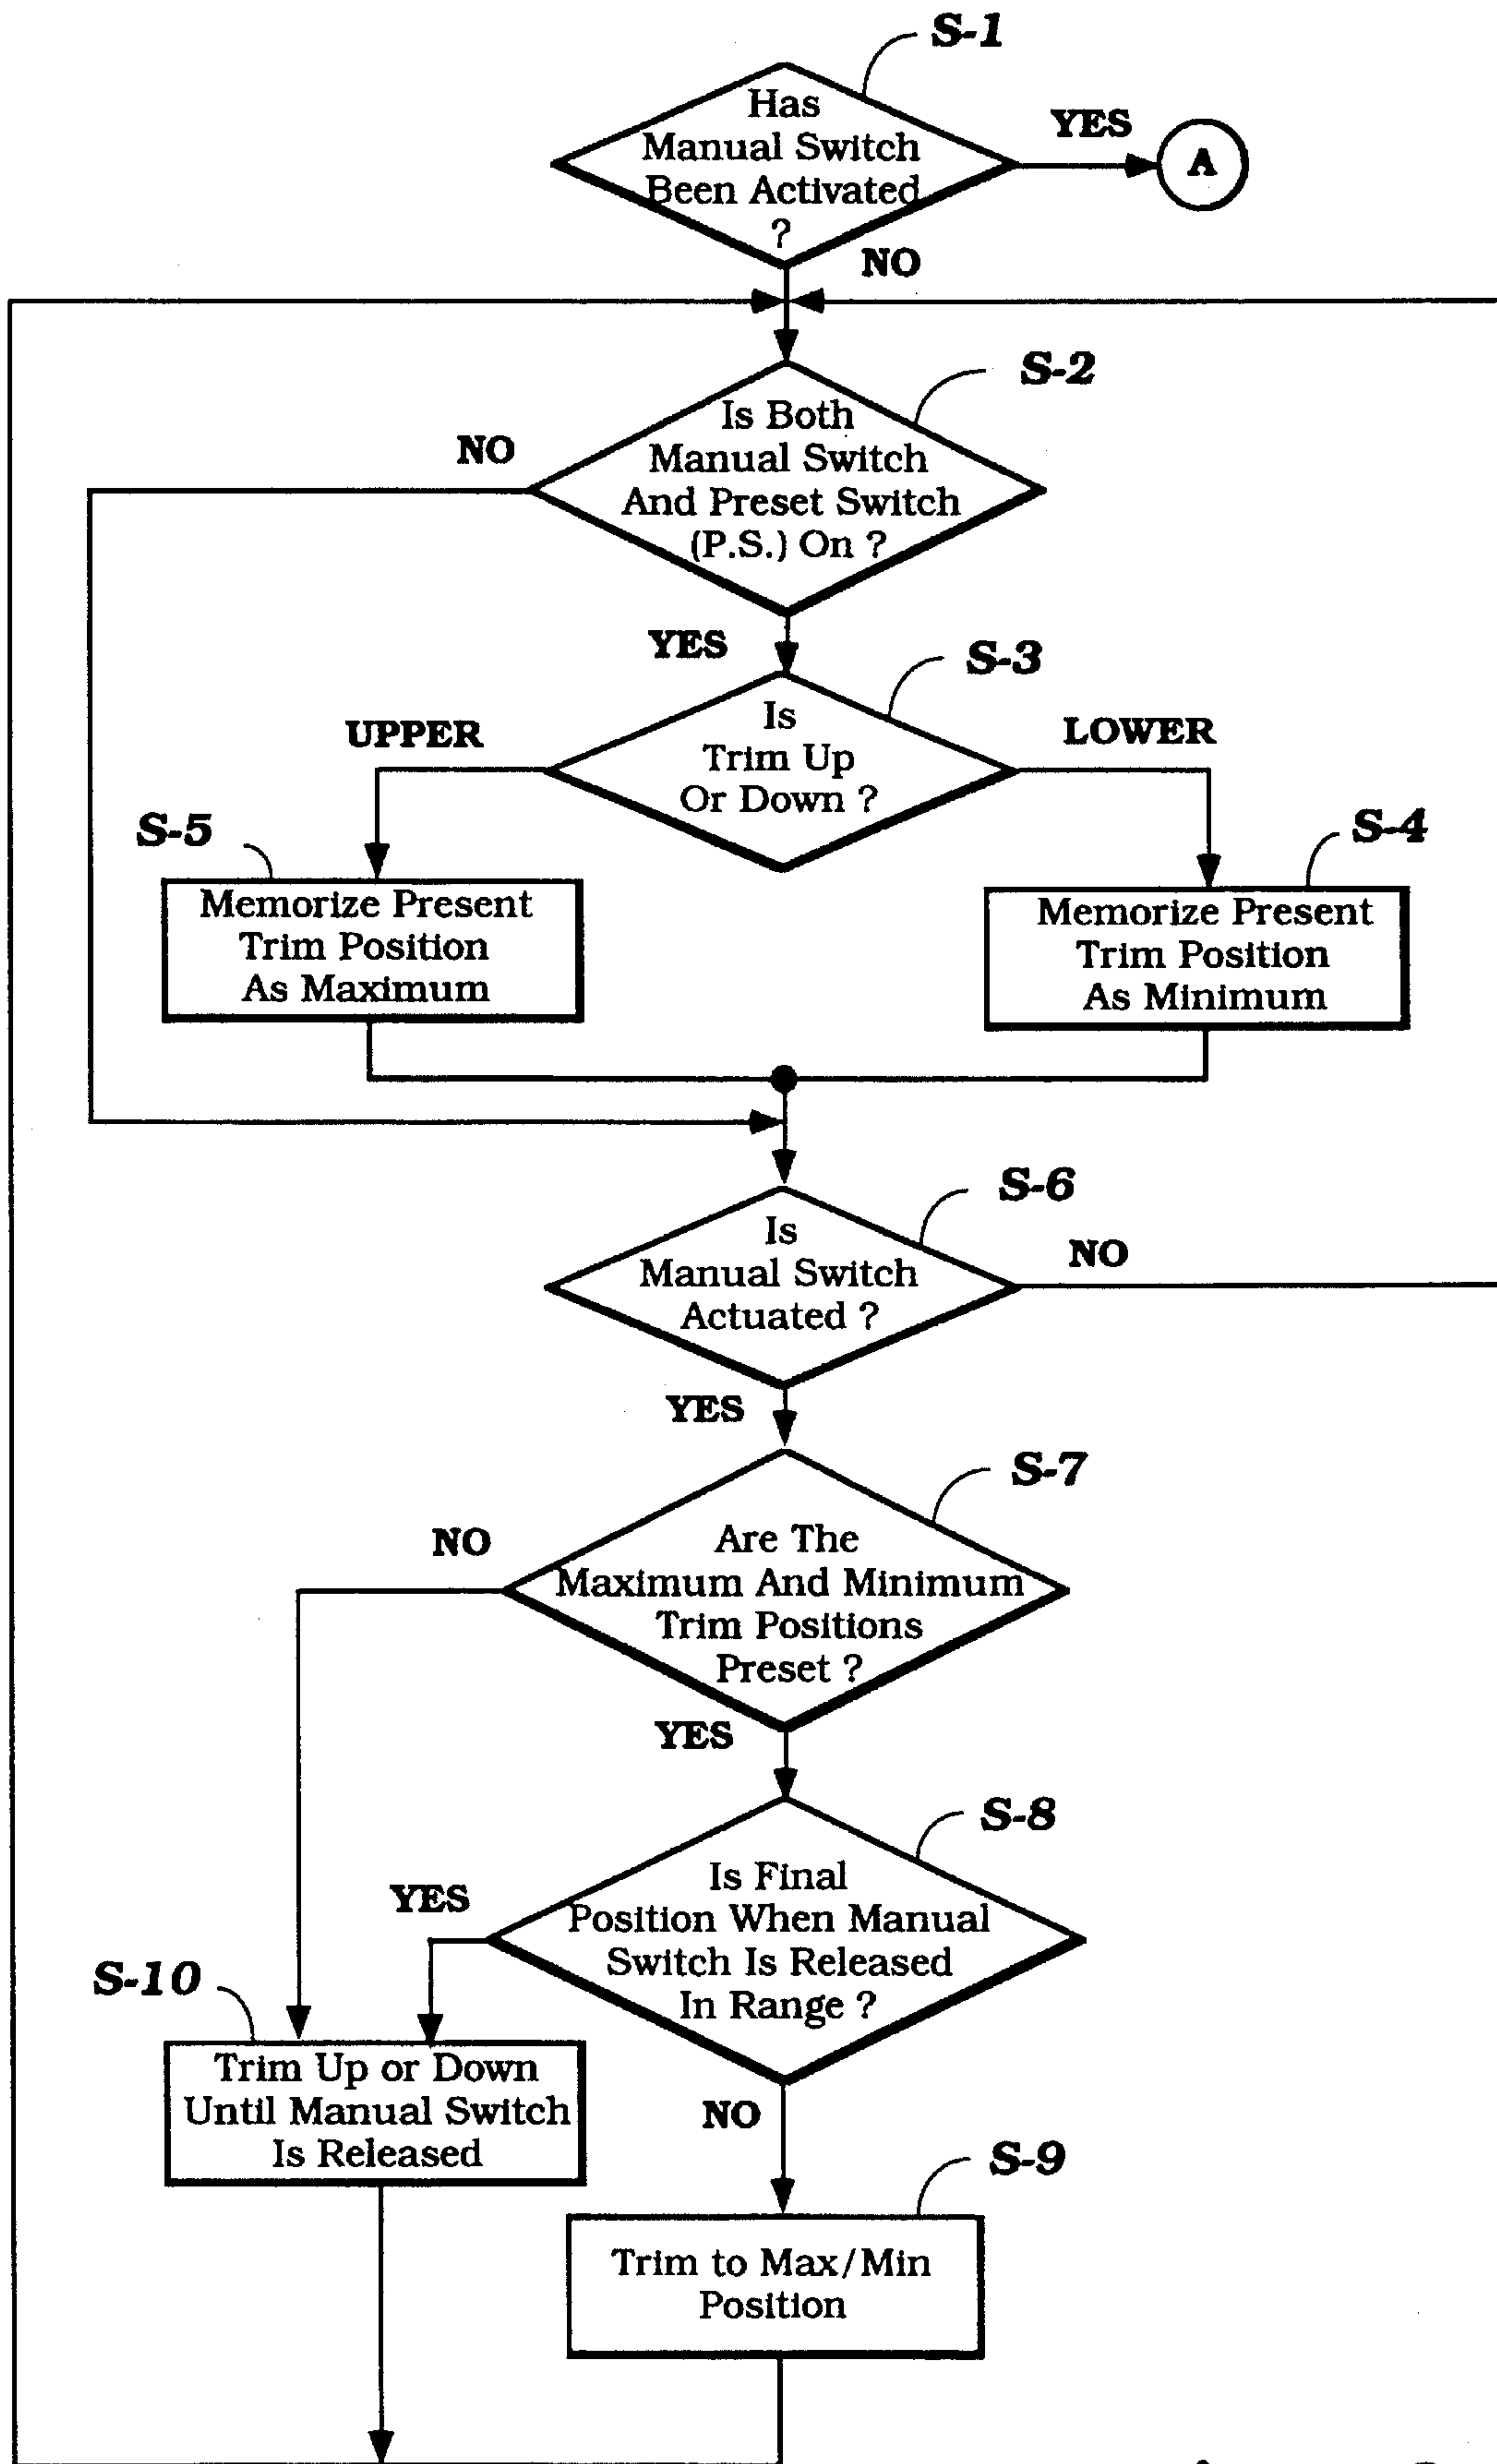 S-1
Has
Manual Switch
Been Activated
?
YES
A
NO
S-2
Is Both
Manual Switch
And Preset Switch
(P.S.) On ?
NO
YES
S-3
Is
Trim Up
Or Down ?
UPPER
LOWER
S-5
Memorize Present
Trim Position
As Maximum
S-4
Memorize Present
Trim Position
As Minimum
S-6
Is
Manual Switch
Actuated ?
NO
YES
S-7
Are The
Maximum And Minimum
Trim Positions
Preset ?
NO
YES
S-8
Is Final
Position When Manual
Switch Is Released
In Range ?
YES
S-10
Trim Up or Down
Until Manual Switch
Is Released
NO
S-9
Trim to Max/Min
Position